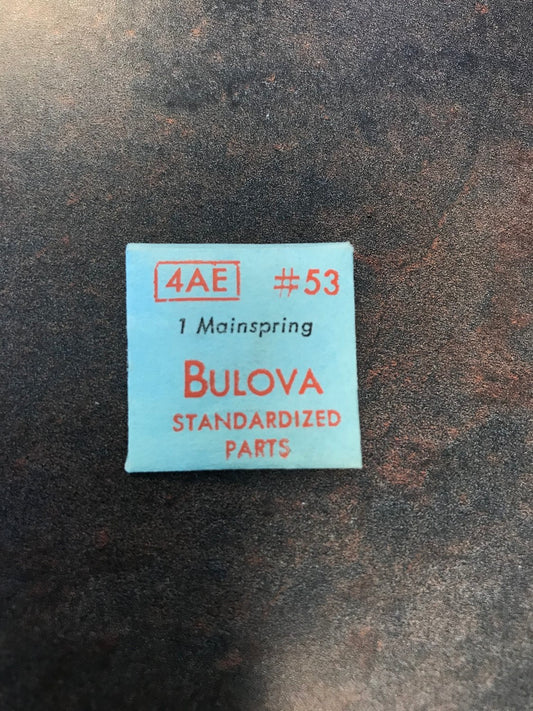 4AE #53
1 Mainspring
BULOVA
STANDARDIZED
PARTS